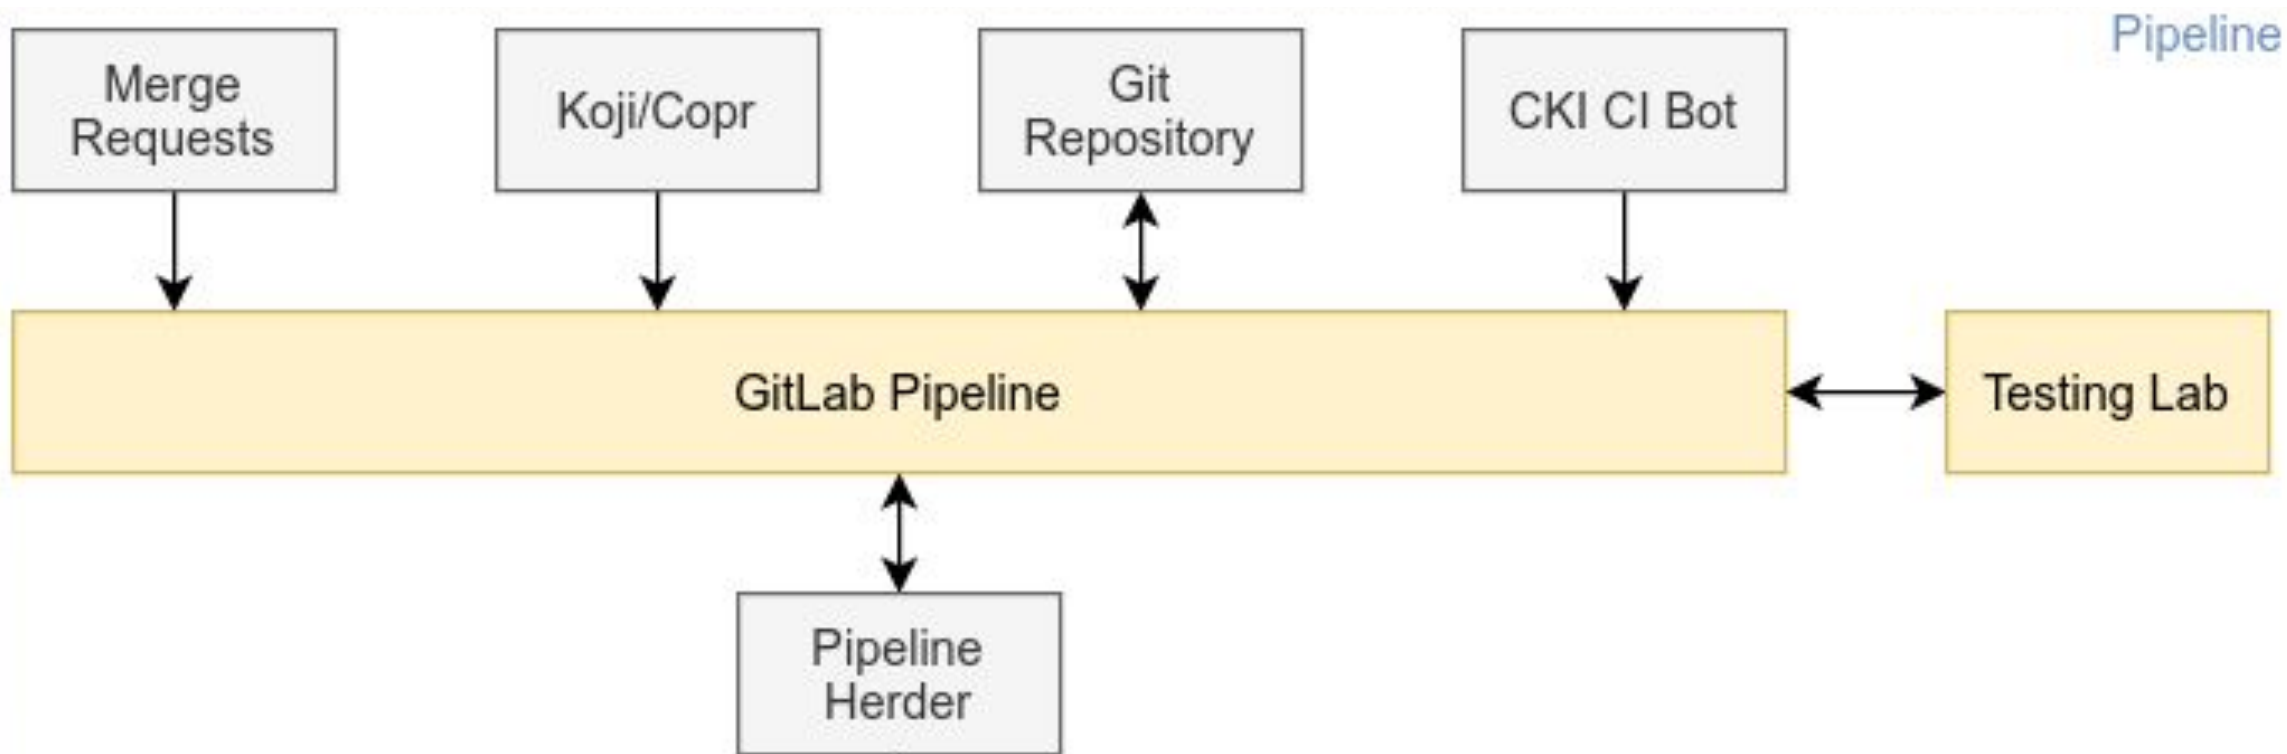 Pipeline
Merge
Requests
Koji/Copr
Git
Repository
CKI CI Bot
GitLab Pipeline
Testing Lab
Pipeline
Herder